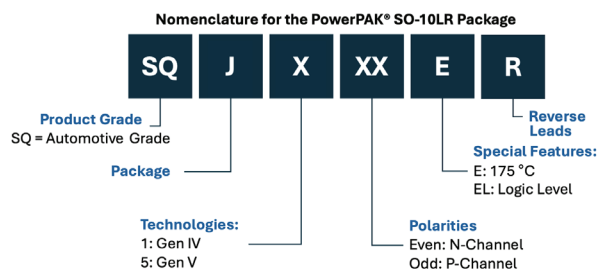 Nomenclature for the PowerPAK® SO-10LR Package
SQ J X XX E R
Product Grade
SQ = Automotive Grade
Package
Technologies:
1: Gen IV
5: Gen V
Polarities
Even: N-Channel
Odd: P-Channel
Special Features:
E: 175 °C
EL: Logic Level
Reverse
Leads